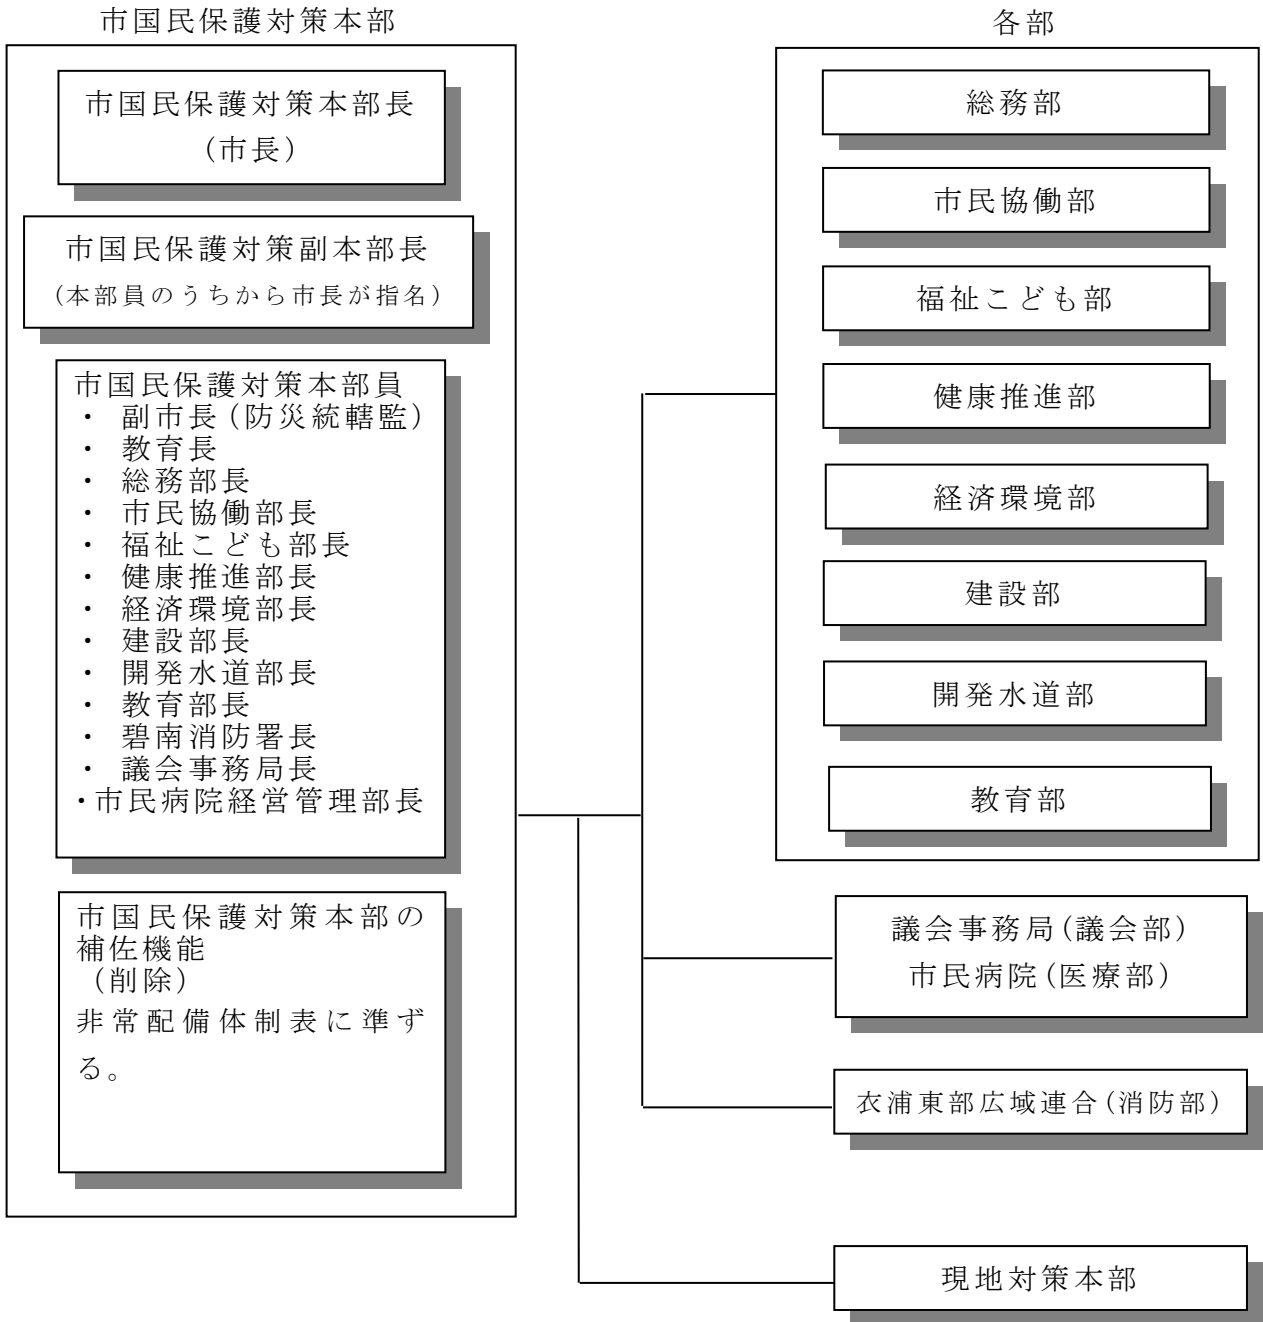 市国民保護対策本部
市国民保護対策本部長
(市長)
市国民保護対策副本部長
(本部員のうちから市長が指名)
市国民保護対策本部員
・ 副市長(防災統轄監)
・ 教育長
・ 総務部長
・ 市民協働部長
・ 福祉こども部長
・ 健康推進部長
・ 経済環境部長
・ 建設部長
・ 開発水道部長
・ 教育部長
・ 碧南消防署長
・ 議会事務局長
・市民病院経営管理部長
市国民保護対策本部の
補佐機能
(削除)
非常配備体制表に準ず
る。
各部
総務部
市民協働部
福祉こども部
健康推進部
経済環境部
建設部
開発水道部
教育部
議会事務局(議会部)
市民病院(医療部)
衣浦東部広域連合(消防部)
現地対策本部